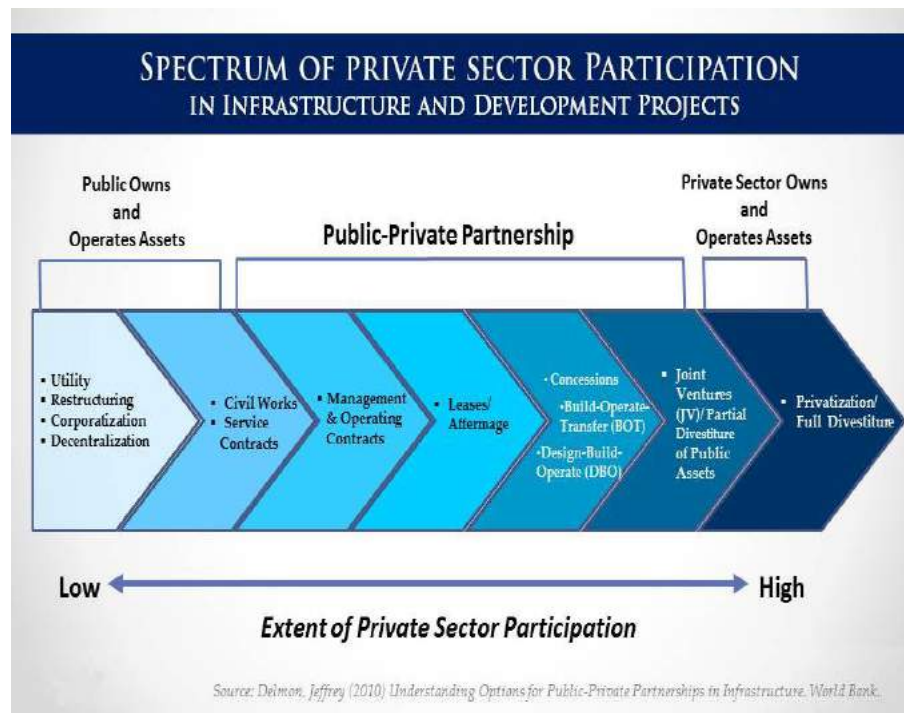 SPECTRUM OF PRIVATE SECTOR PARTICIPATION
IN INFRASTRUCTURE AND DEVELOPMENT PROJECTS
Public Owns
and
Operates Assets
Public-Private Partnership
Private Sector Owns
and
Operates Assets
▪ Utility
▪ Restructuring
▪ Corporatization
▪ Decentralization
▪ Civil Works
▪ Service
Contracts
▪ Management
& Operating
Contracts
▪ Leases/
Affermage
•Concessions
•Build-Operate-
Transfer (BOT)
•Design-Build-
Operate (DBO)
▪ Joint
Ventures
(JV)/ Partial
Divestiture
of Public
Assets
▪ Privatization/
Full Divestiture
Low
High
Extent of Private Sector Participation
Source: Delmon, Jeffrey (2010) Understanding Options for Public-Private Partnerships in Infrastructure. World Bank.